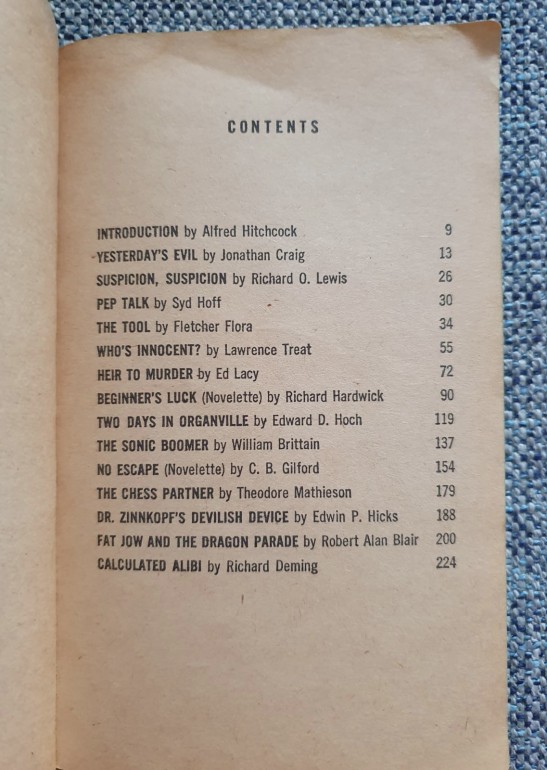 CONTENTS
INTRODUCTION by Alfred Hitchcock 9
YESTERDAY'S EVIL by Jonathan Craig 13
SUSPICION, SUSPICION by Richard O. Lewis 26
PEP TALK by Syd Hoff 30
THE TOOL by Fletcher Flora 34
WHO'S INNOCENT? by Lawrence Treat 55
HEIR TO MURDER by Ed Lacy 72
BEGINNER'S LUCK (Novelette) by Richard Hardwick 90
TWO DAYS IN ORGANVILLE by Edward D. Hoch 119
THE SONIC BOOMER by William Brittain 137
NO ESCAPE (Novelette) by C. B. Gilford 154
THE CHESS PARTNER by Theodore Mathieson 179
DR. ZINNKOPF'S DEVILISH DEVICE by Edwin P. Hicks 188
FAT JOW AND THE DRAGON PARADE by Robert Alan Blair 200
CALCULATED ALIBI by Richard Deming 224